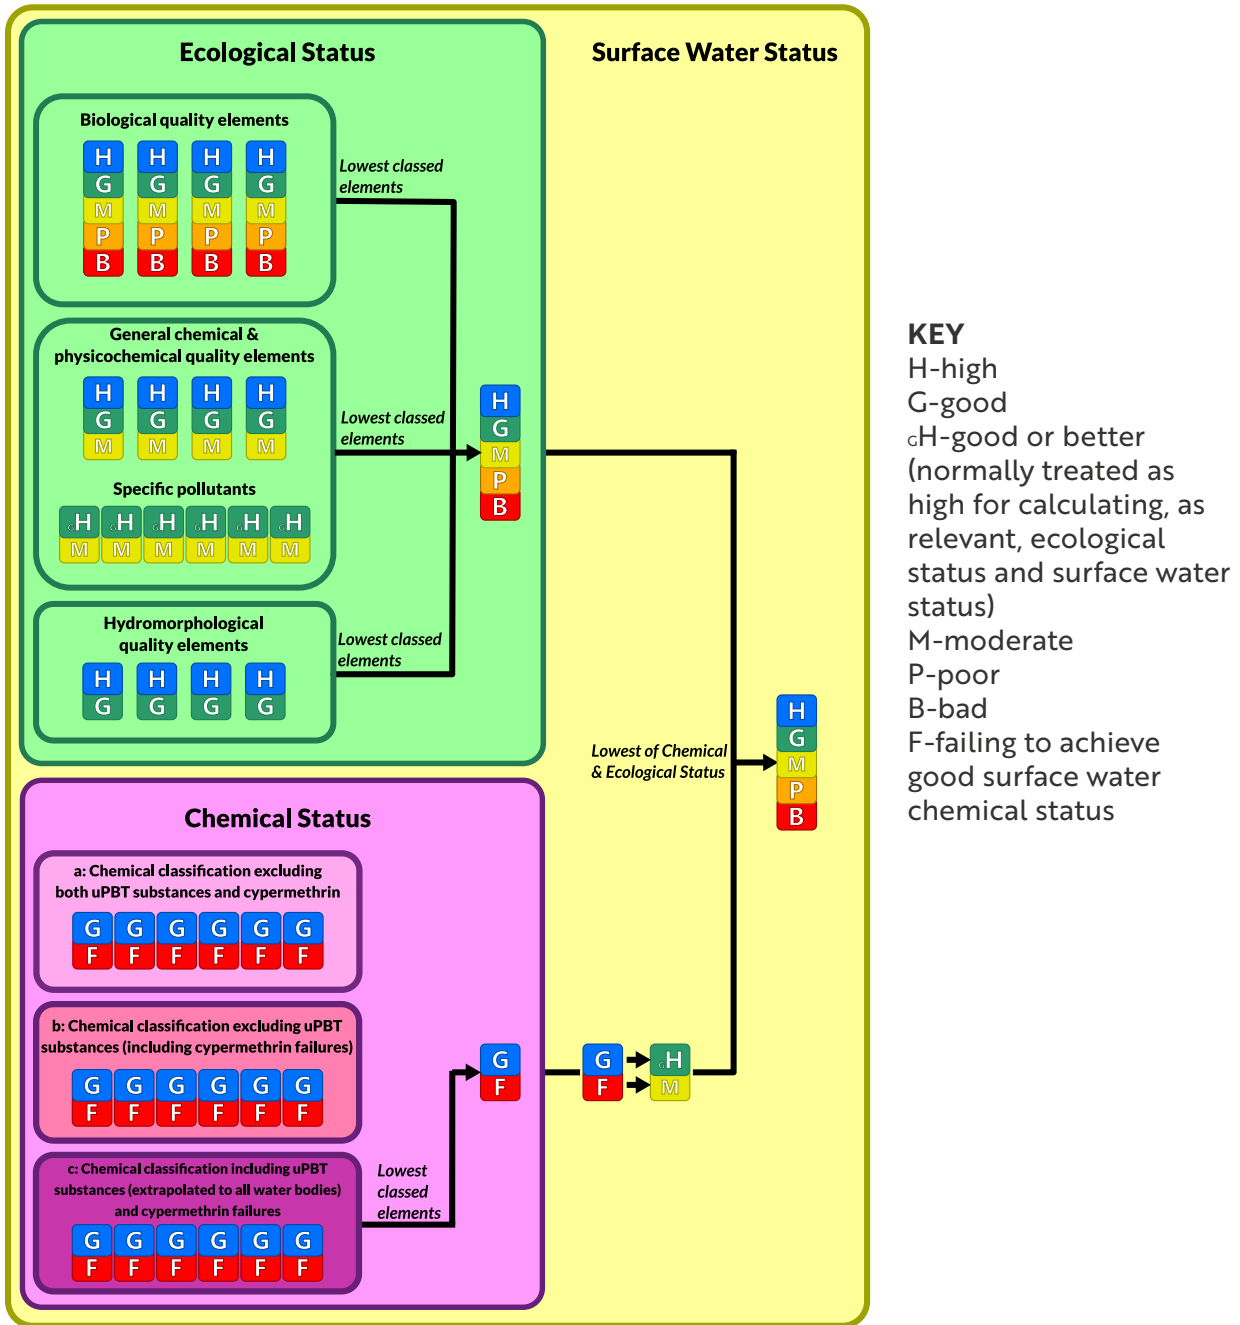 Ecological Status
Surface Water Status
Biological quality elements
H H H H
G G G G
M M M M
P P P P
B B B B
Lowest classed
elements
General chemical &
physicochemical quality elements
H H H H
G G G G
M M M M
Lowest classed
elements
Specific pollutants
GH GH GH GH GH GH
M M M M M M
H
G
M
P
B
Hydromorphological
quality elements
H H H H
G G G G
Lowest classed
elements
Lowest of Chemical
& Ecological Status
H
G
M
P
B
Chemical Status
a: Chemical classification excluding
both uPBT substances and cypermethrin
G G G G G G
F F F F F F
b: Chemical classification excluding uPBT
substances (including cypermethrin failures)
G G G G G G
F F F F F F
c: Chemical classification including uPBT
substances (extrapolated to all water bodies)
and cypermethrin failures
G G G G G G
F F F F F F
Lowest
classed
elements
G
F
G GH
F M
KEY
H-high
G-good
GH-good or better
(normally treated as
high for calculating, as
relevant, ecological
status and surface water
status)
M-moderate
P-poor
B-bad
F-failing to achieve
good surface water
chemical status